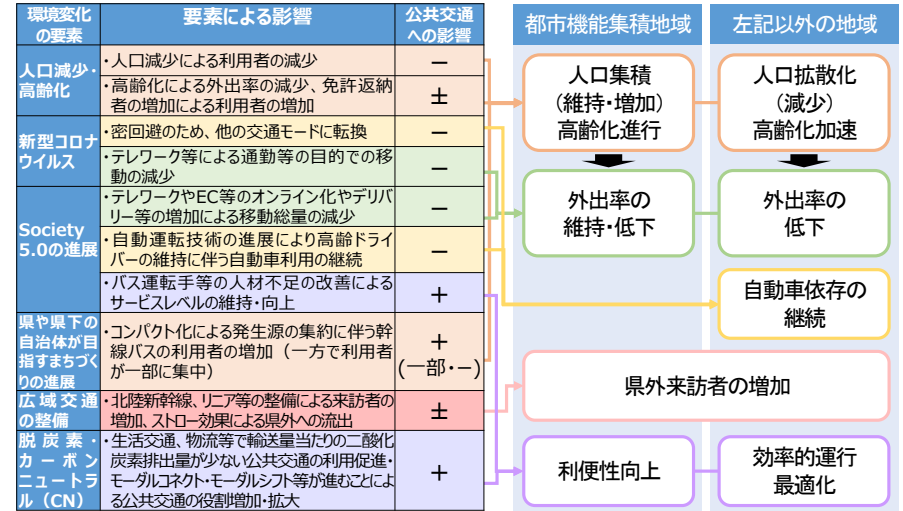 環境変化
の要素
要素による影響
公共交通
への影響
人口減少・
高齢化
・人口減少による利用者の減少
－
・高齢化による外出率の減少、免許返納
者の増加による利用者の増加
±
新型コロナ
ウイルス
・密回避のため、他の交通モードに転換
－
・テレワーク等による通勤等の目的での移
動の減少
－
Society
5.0の進展
・テレワークやEC等のオンライン化やデリバ
リー等の増加による移動総量の減少
－
・自動運転技術の進展により高齢ドライ
バーの維持に伴う自動車利用の継続
－
・バス運転手等の人材不足の改善による
サービスレベルの維持・向上
＋
県や県下の
自治体が目
指すまちづく
りの進展
・コンパクト化による発生源の集約に伴う幹
線バスの利用者の増加（一方で利用者
が一部に集中）
＋
(一部・－)
広域交通
の整備
・北陸新幹線、リニア等の整備による来訪者の
増加、ストロー効果による県外への流出
±
脱炭素・
カーボン
ニュートラ
ル（CN）
・生活交通、物流等で輸送量当たりの二酸化
炭素排出量が少ない公共交通の利用促進・
モーダルコネクト・モーダルシフト等が進むことによ
る公共交通の役割増加・拡大
＋
都市機能集積地域
左記以外の地域
人口集積
（維持・増加）
高齢化進行
人口拡散化
（減少）
高齢化加速
外出率の
維持・低下
外出率の
低下
自動車依存の
継続
県外来訪者の増加
利便性向上
効率的運行
最適化